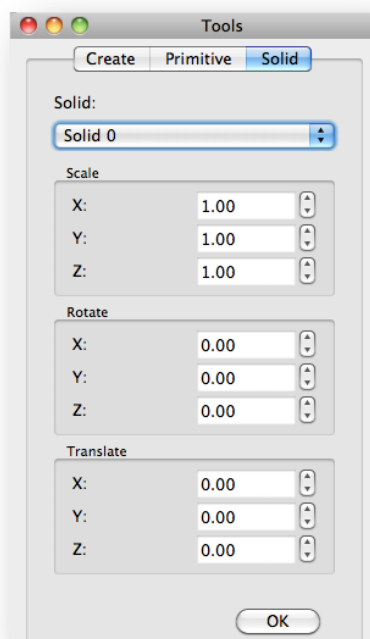 Tools
Create Primitive Solid
Solid:
Solid 0
Scale
X: 1.00
Y: 1.00
Z: 1.00
Rotate
X: 0.00
Y: 0.00
Z: 0.00
Translate
X: 0.00
Y: 0.00
Z: 0.00
OK